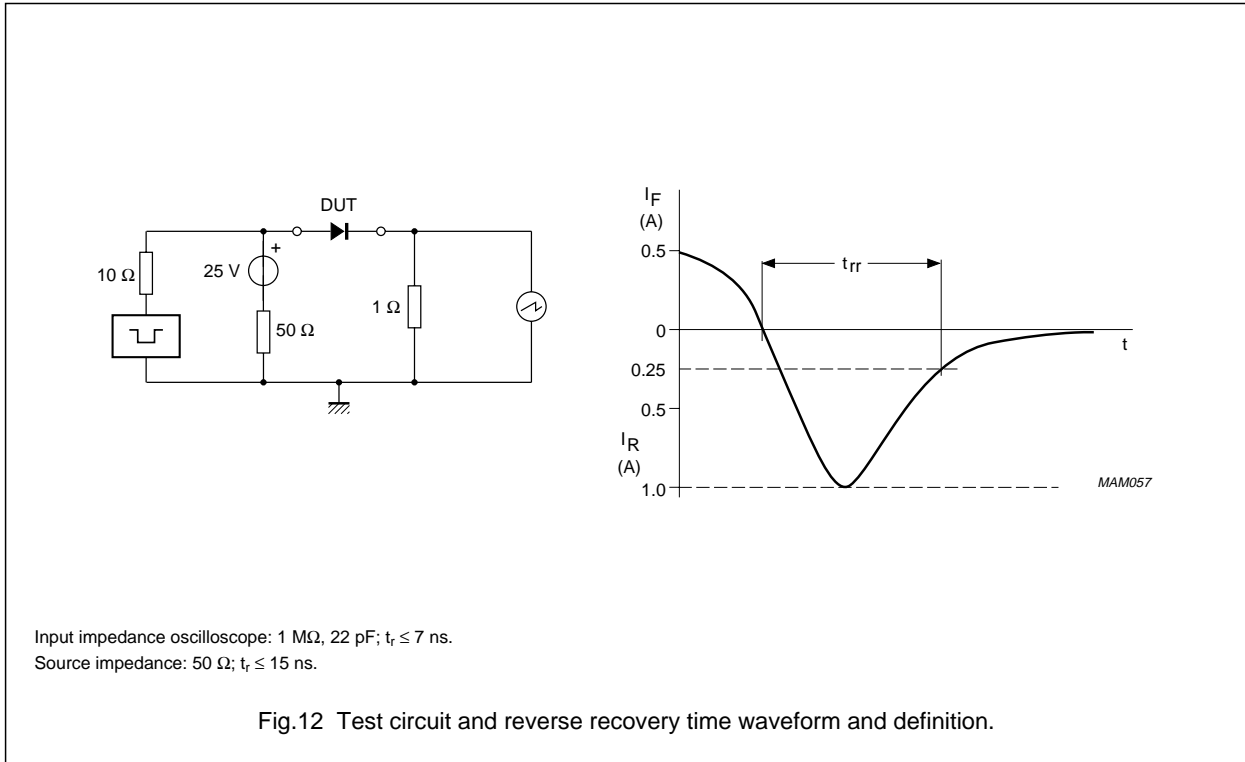 DUT
+
10 Ω
25 V
50 Ω
1 Ω
I_F
(A)
0.5
t_rr
0
t
0.25
0.5
I_R
(A)
1.0
MAM057
Input impedance oscilloscope: 1 MΩ, 22 pF; t_r ≤ 7 ns.
Source impedance: 50 Ω; t_r ≤ 15 ns.
Fig.12 Test circuit and reverse recovery time waveform and definition.